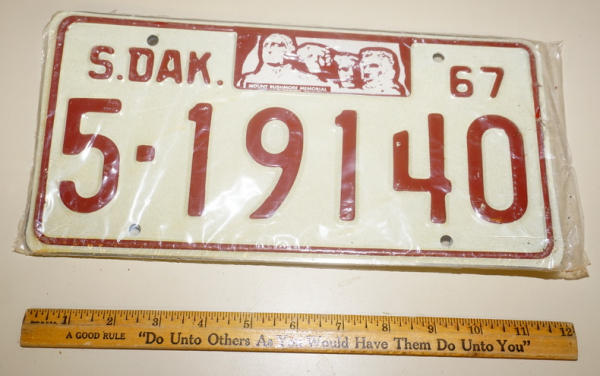 S.DAK.
MOUNT RUSHMORE MEMORIAL
67
5-19140
1 2 3 4 5 6 7 8 9 10 11 12
A GOOD RULE "Do Unto Others As You Would Have Them Do Unto You"